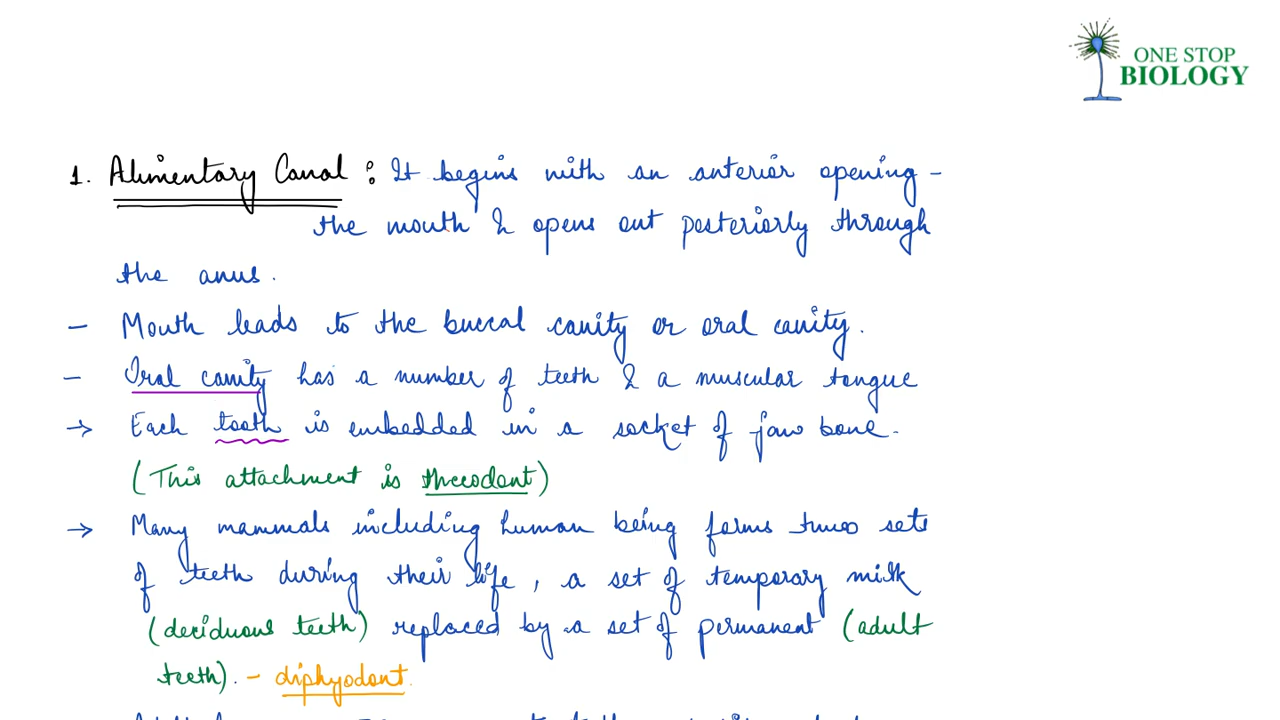 ONE STOP
BIOLOGY
1. Alimentary Canal : It begins with an anterior opening -
the mouth & opens out posteriorly through
the anus.
- Mouth leads to the buccal cavity or oral cavity.
- Oral cavity has a number of teeth & a muscular tongue
→ Each tooth is embedded in a socket of jaw bone.
(This attachment is thecodont)
→ Many mammals including human being forms two sets
of teeth during their life, a set of temporary milk
(deciduous teeth) replaced by a set of permanent (adult
teeth). - diphyodont.